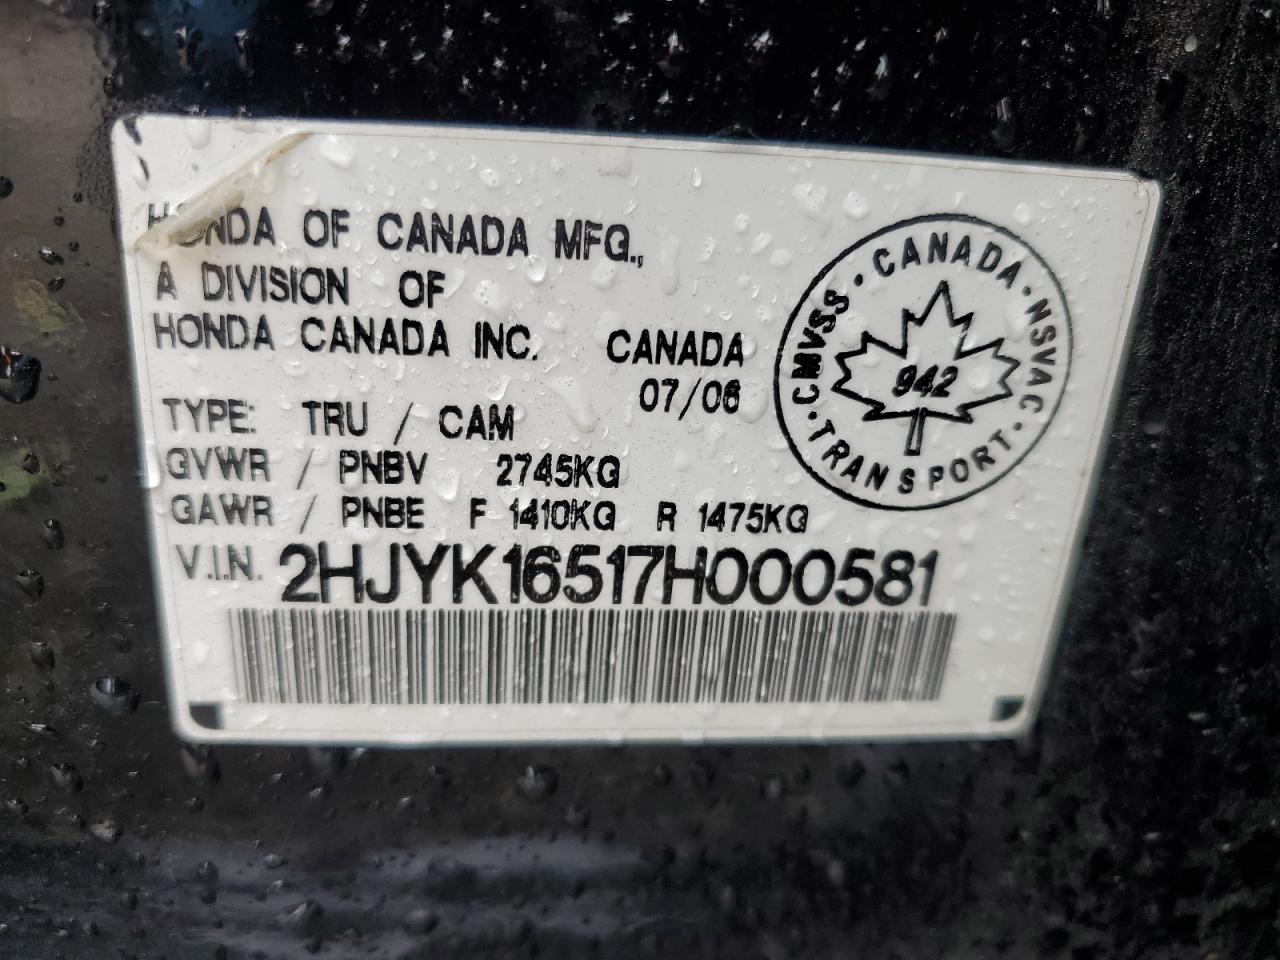 HONDA OF CANADA MFG.,
A DIVISION OF
HONDA CANADA INC. CANADA
07/06
TYPE: TRU / CAM
GVWR / PNBV 2745KG
GAWR / PNBE F 1410KG R 1475KG
V.I.N. 2HJYK16517H000581
CANADA · NSVAC · TRANSPORT · CMVSS ·
942